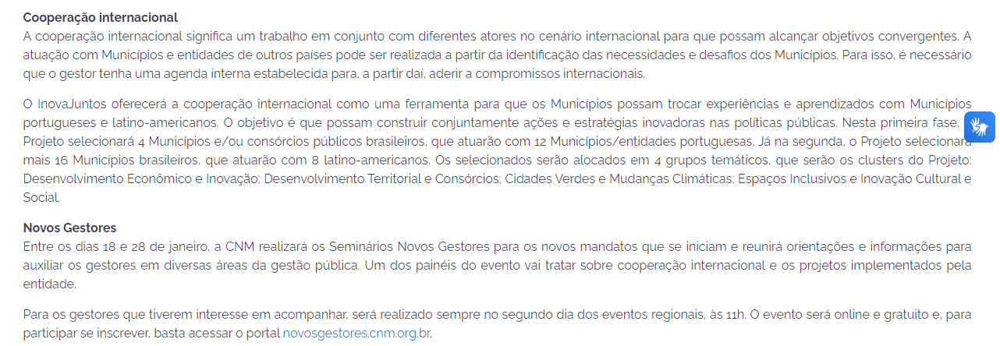 Cooperação internacional
A cooperação internacional significa um trabalho em conjunto com diferentes atores no cenário internacional para que possam alcançar objetivos convergentes. A
atuação com Municípios e entidades de outros países pode ser realizada a partir da identificação das necessidades e desafios dos Municípios. Para isso, é necessário
que o gestor tenha uma agenda interna estabelecida para, a partir daí, aderir a compromissos internacionais.
O InovaJuntos oferecerá a cooperação internacional como uma ferramenta para que os Municípios possam trocar experiências e aprendizados com Municípios
portugueses e latino-americanos. O objetivo é que possam construir conjuntamente ações e estratégias inovadoras nas políticas públicas. Nesta primeira fase,
Projeto selecionará 4 Municípios e/ou consórcios públicos brasileiros, que atuarão com 12 Municípios/entidades portuguesas. Já na segunda, o Projeto selecionará
mais 16 Municípios brasileiros, que atuarão com 8 latino-americanos. Os selecionados serão alocados em 4 grupos temáticos, que serão os clusters do Projeto:
Desenvolvimento Econômico e Inovação; Desenvolvimento Territorial e Consórcios; Cidades Verdes e Mudanças Climáticas; Espaços Inclusivos e Inovação Cultural e
Social.
Novos Gestores
Entre os dias 18 e 28 de janeiro, a CNM realizará os Seminários Novos Gestores para os novos mandatos que se iniciam e reunirá orientações e informações para
auxiliar os gestores em diversas áreas da gestão pública. Um dos painéis do evento vai tratar sobre cooperação internacional e os projetos implementados pela
entidade.
Para os gestores que tiverem interesse em acompanhar, será realizado sempre no segundo dia dos eventos regionais, às 11h. O evento será online e gratuito e, para
participar se inscrever, basta acessar o portal novosgestores.cnm.org.br.